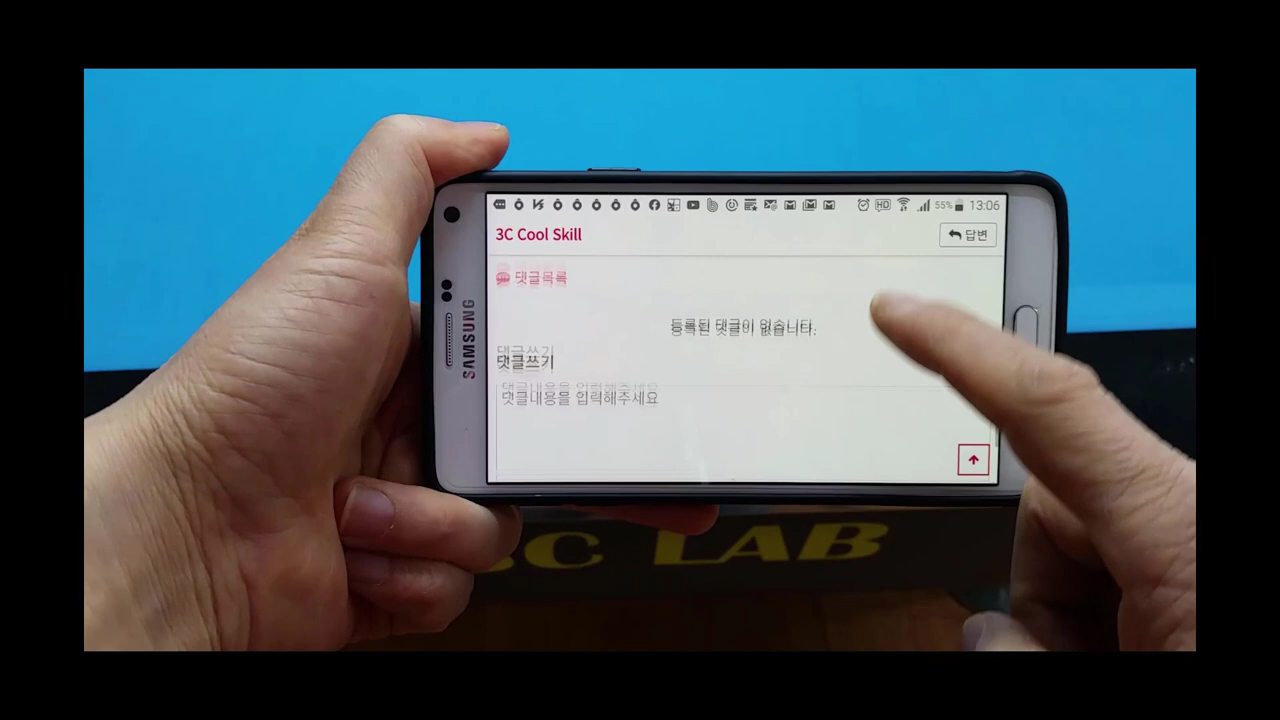 55% 13:06
3C Cool Skill
답변
댓글목록
등록된 댓글이 없습니다.
댓글쓰기
댓글내용을 입력해주세요
SAMSUNG
3C LAB